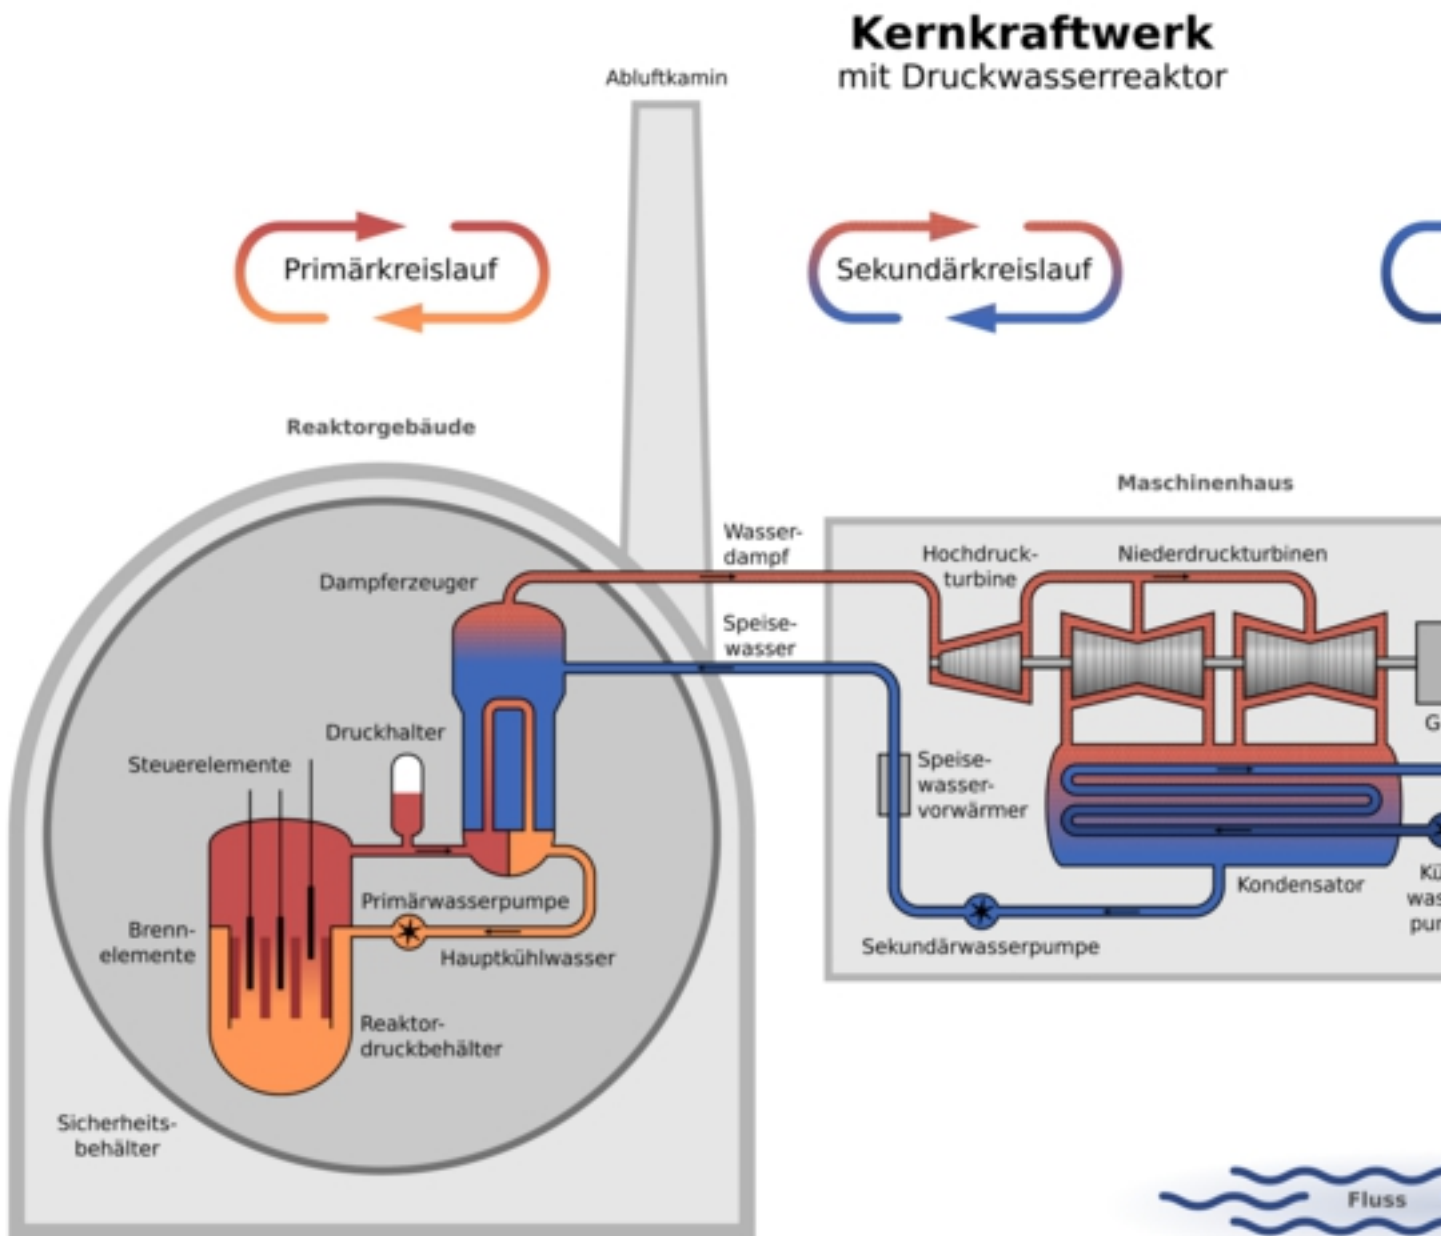 Kernkraftwerk
mit Druckwasserreaktor
Abluftkamin
Primärkreislauf
Sekundärkreislauf
Reaktorgebäude
Maschinenhaus
Wasser-
dampf
Hochdruck-
turbine
Niederdruckturbinen
Dampferzeuger
Speise-
wasser
Druckhalter
Steuerelemente
Speise-
wasser-
vorwärmer
Kondensator
Primärwasserpumpe
Brenn-
elemente
Hauptkühlwasser
Sekundärwasserpumpe
Reaktor-
druckbehälter
Sicherheits-
behälter
Fluss